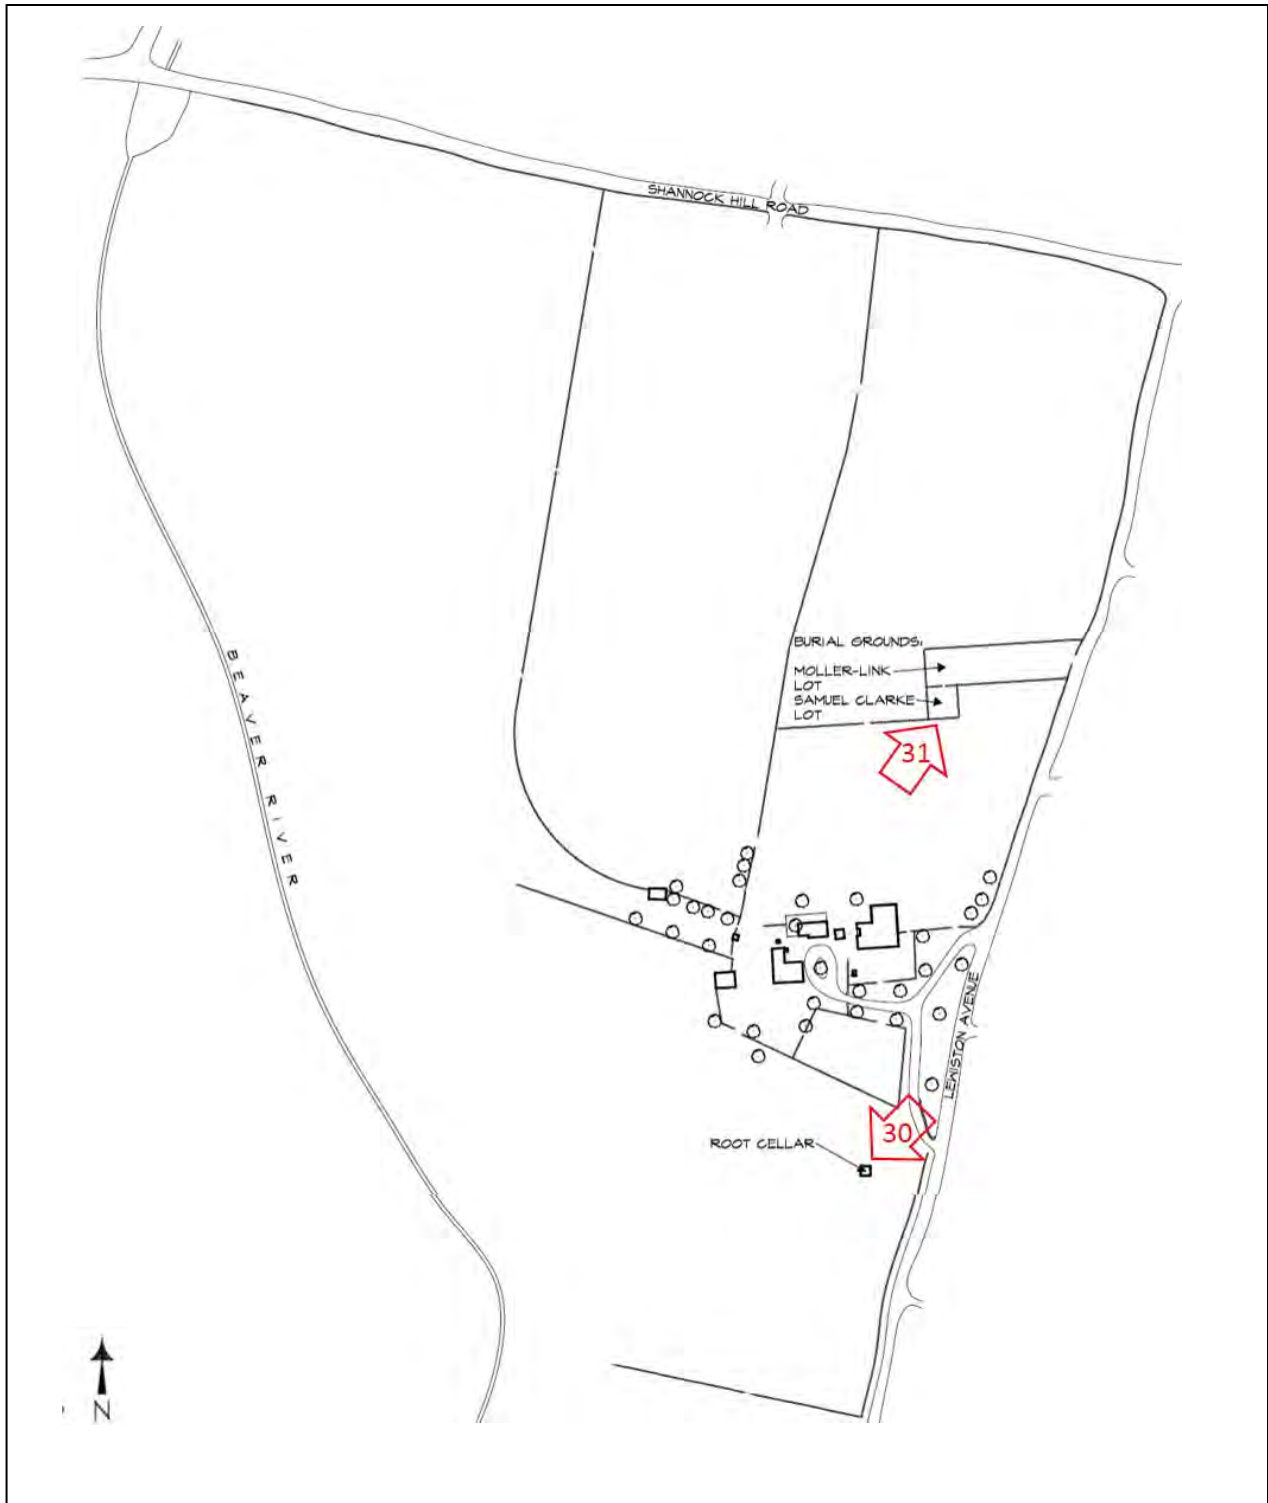 SHANNOCK HILL ROAD
BURIAL GROUNDS:
MOLLER-LINK
LOT
SAMUEL CLARKE
LOT
31
BEAVER RIVER
LEWISTON AVENUE
30
ROOT CELLAR
N